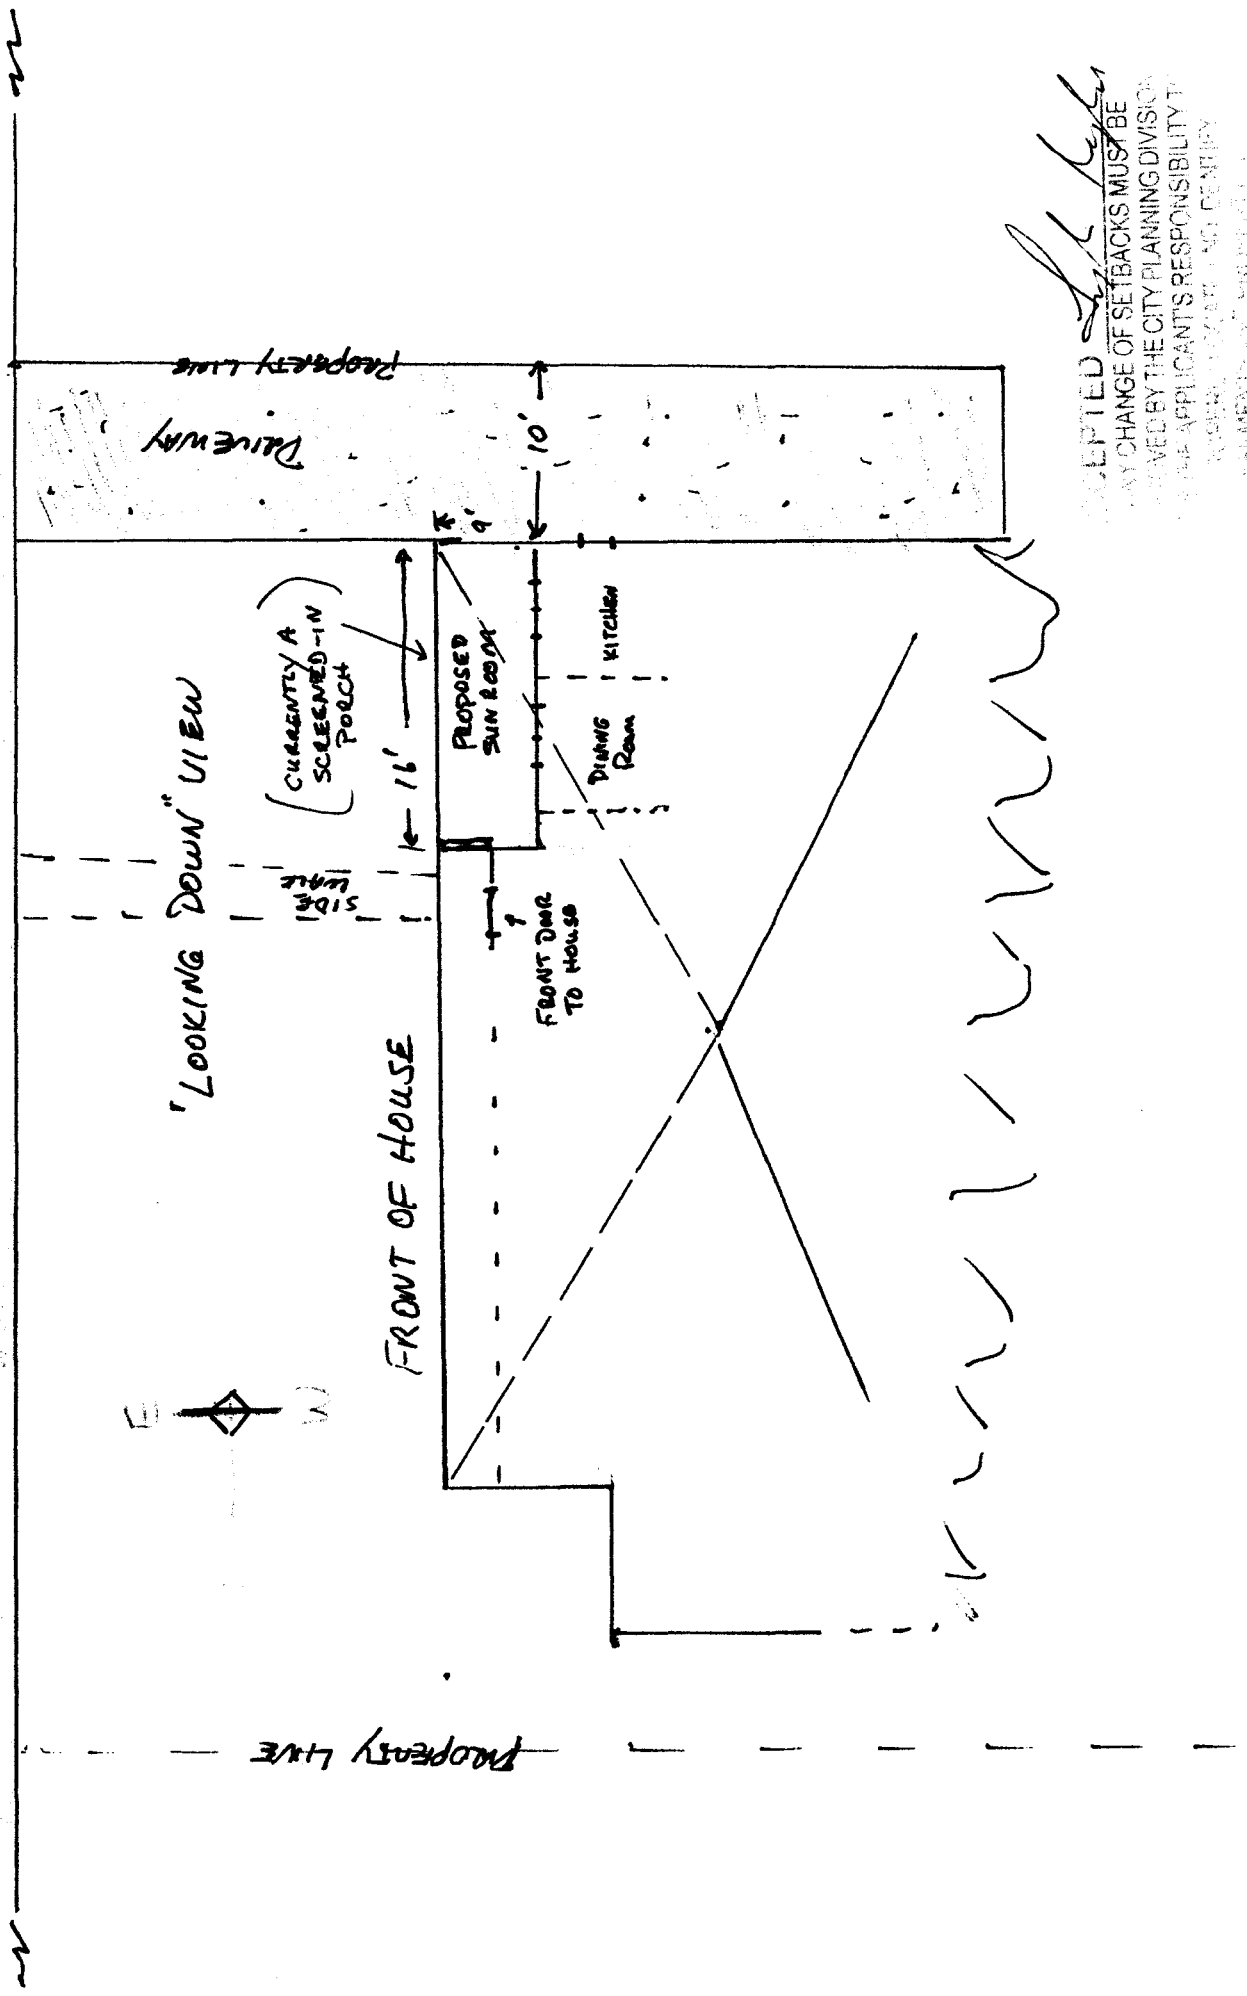 "LOOKING DOWN" VIEW
(CURRENTLY A
SCREENED-IN
PORCH)
PROPERTY LINE
DRIVEWAY
SIDE
WALK
16'
9'
10'
FRONT OF HOUSE
PROPOSED
SUN ROOM
DINING
ROOM
KITCHEN
FRONT DOOR
TO HOUSE
E
W
PROPERTY LINE
CEPTED
Y CHANGE OF SETBACKS MUST BE
VED BY THE CITY PLANNING DIVISION
APPLICANT'S RESPONSIBILITY